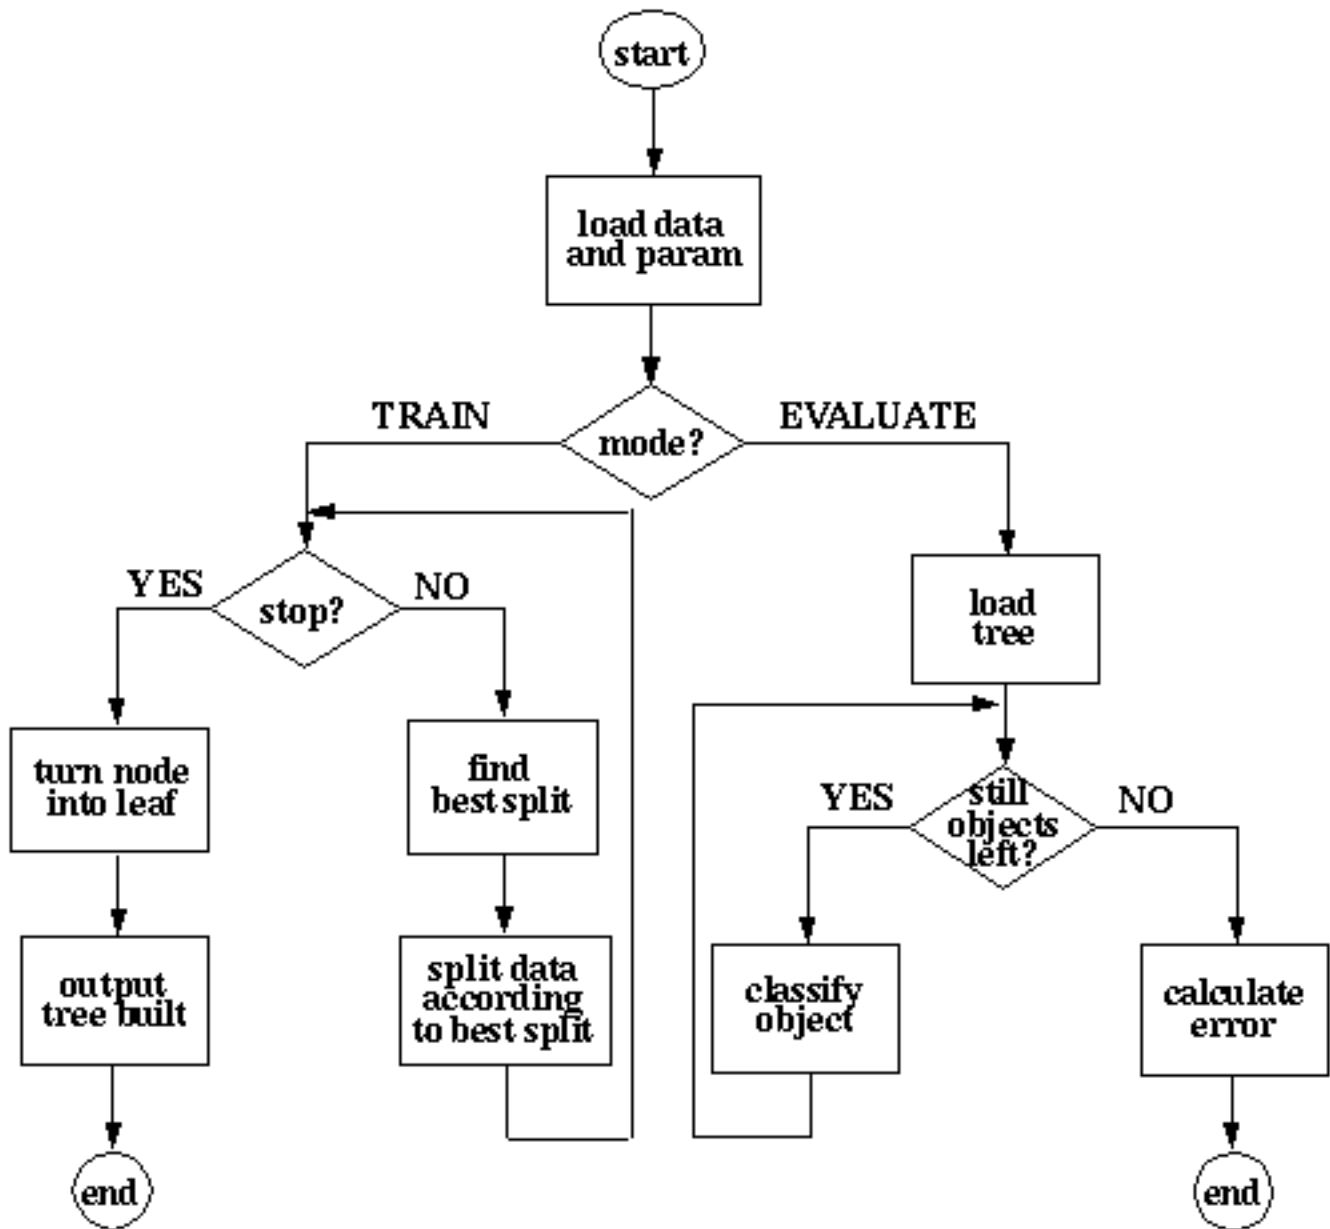 start
load data
and param
mode?
TRAIN
EVALUATE
stop?
YES
NO
load
tree
turn node
into leaf
find
best split
still
objects
left?
YES
NO
output
tree built
split data
according
to best split
classify
object
calculate
error
end
end